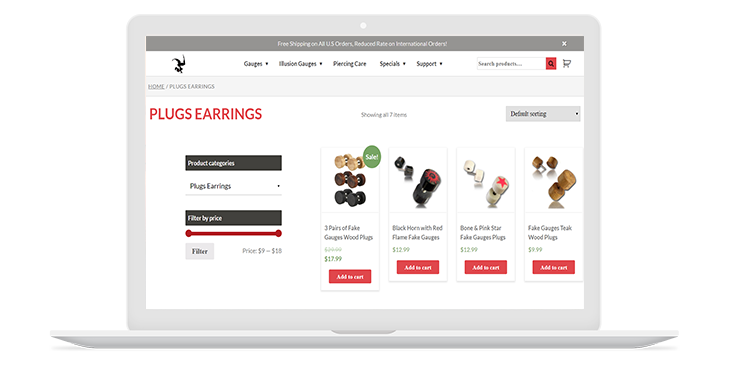 Free Shipping on All U.S Orders, Reduced Rate on International Orders!
Gauges Illusion Gauges Piercing Care Specials Support Search products...
HOME / PLUGS EARRINGS
PLUGS EARRINGS
Showing all 7 items
Default sorting
Product categories
Plugs Earrings
Filter by price
Filter
Price: $9 — $18
Sale!
3 Pairs of Fake
Gauges Wood Plugs
$17.99
Add to cart
Black Horn with Red
Flame Fake Gauges
$12.99
Add to cart
Bone & Pink Star
Fake Gauges Plugs
$12.99
Add to cart
Fake Gauges Teak
Wood Plugs
$9.99
Add to cart